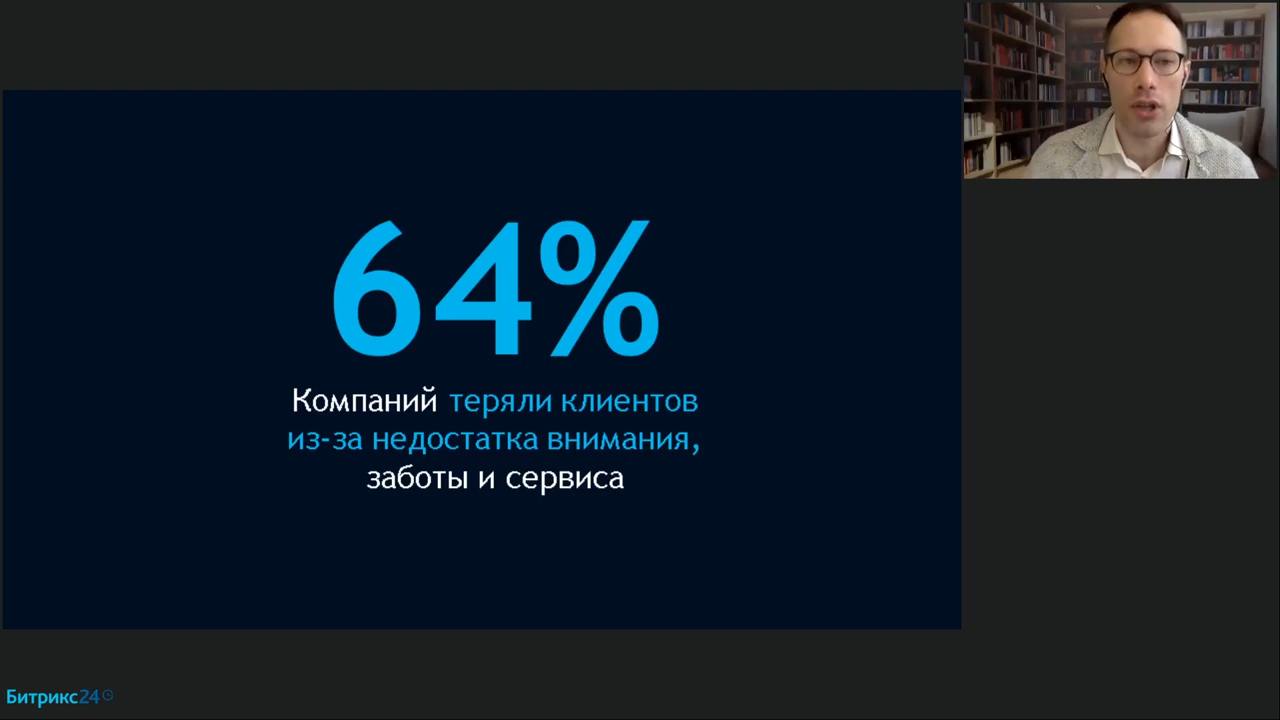 64%
Компаний теряли клиентов
из-за недостатка внимания,
заботы и сервиса
Битрикс24